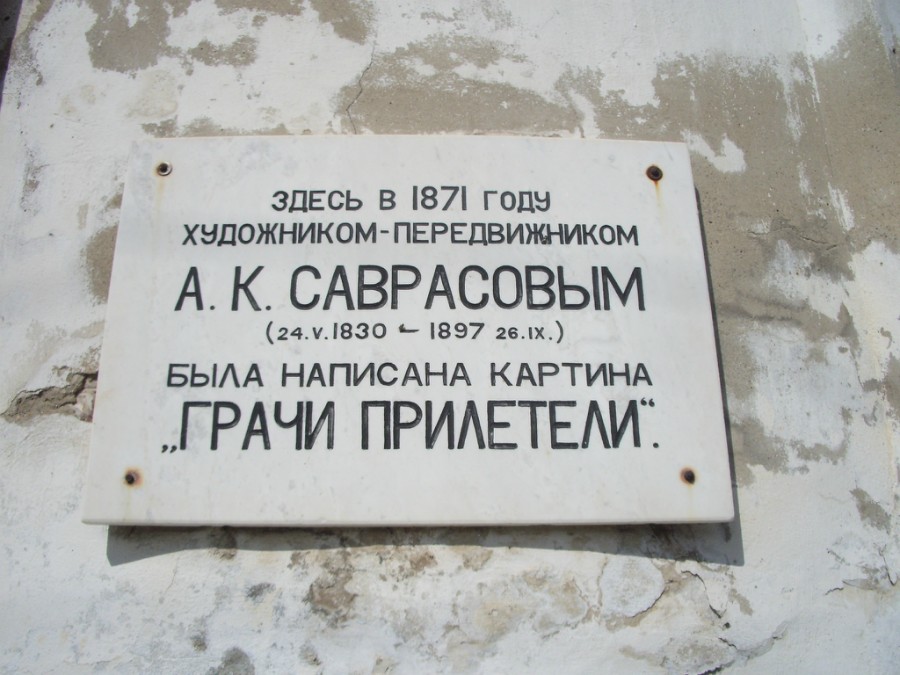 ЗДЕСЬ В 1871 ГОДУ
ХУДОЖНИКОМ-ПЕРЕДВИЖНИКОМ
А. К. САВРАСОВЫМ
(24.V.1830 – 1897 26.IX.)
БЫЛА НАПИСАНА КАРТИНА
„ГРАЧИ ПРИЛЕТЕЛИ“.